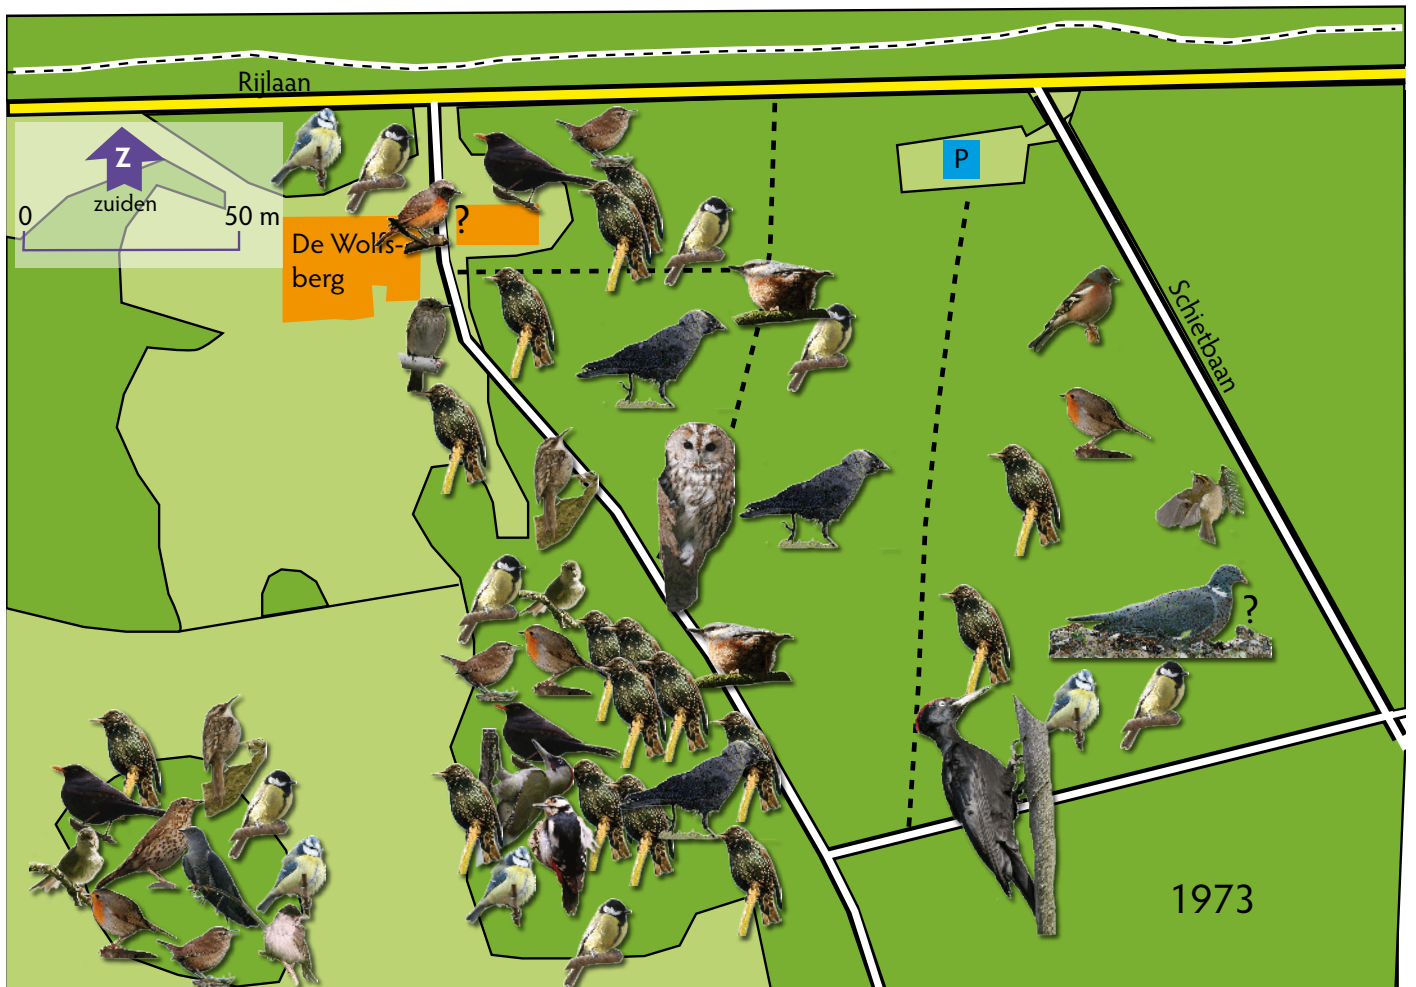 Rijlaan
Z
zuiden
0
50 m
De Wolfs-
berg
?
P
Schietbaan
?
1973